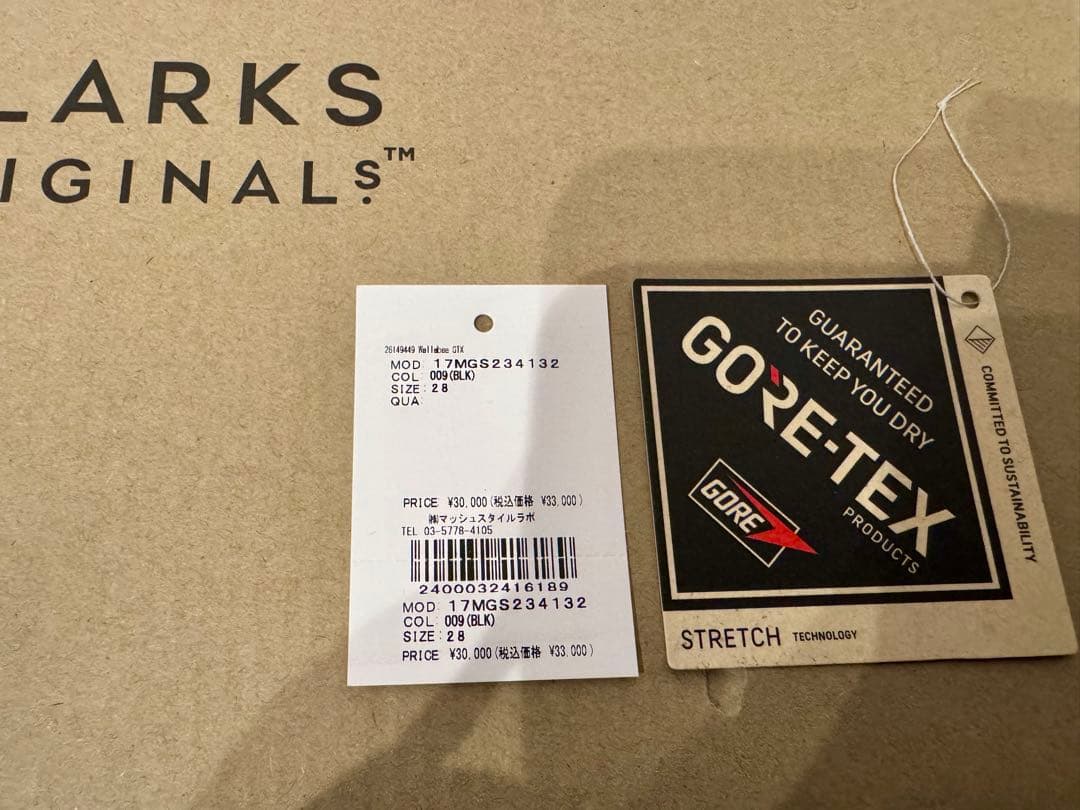 LARKS
IGINALS.™
26149449 Wallabee GTX
MOD 17MGS234132
COL 009(BLK)
SIZE:28
QUA:
PRICE ¥30,000(税込価格 ¥33,000)
㈱マッシュスタイルラボ
TEL 03-5778-4105
2400032416189
MOD 17MGS234132
COL 009(BLK)
SIZE:28
PRICE ¥30,000(税込価格 ¥33,000)
GUARANTEED
TO KEEP YOU DRY
GORE-TEX
PRODUCTS
GORE
COMMITTED TO SUSTAINABILITY
STRETCH TECHNOLOGY